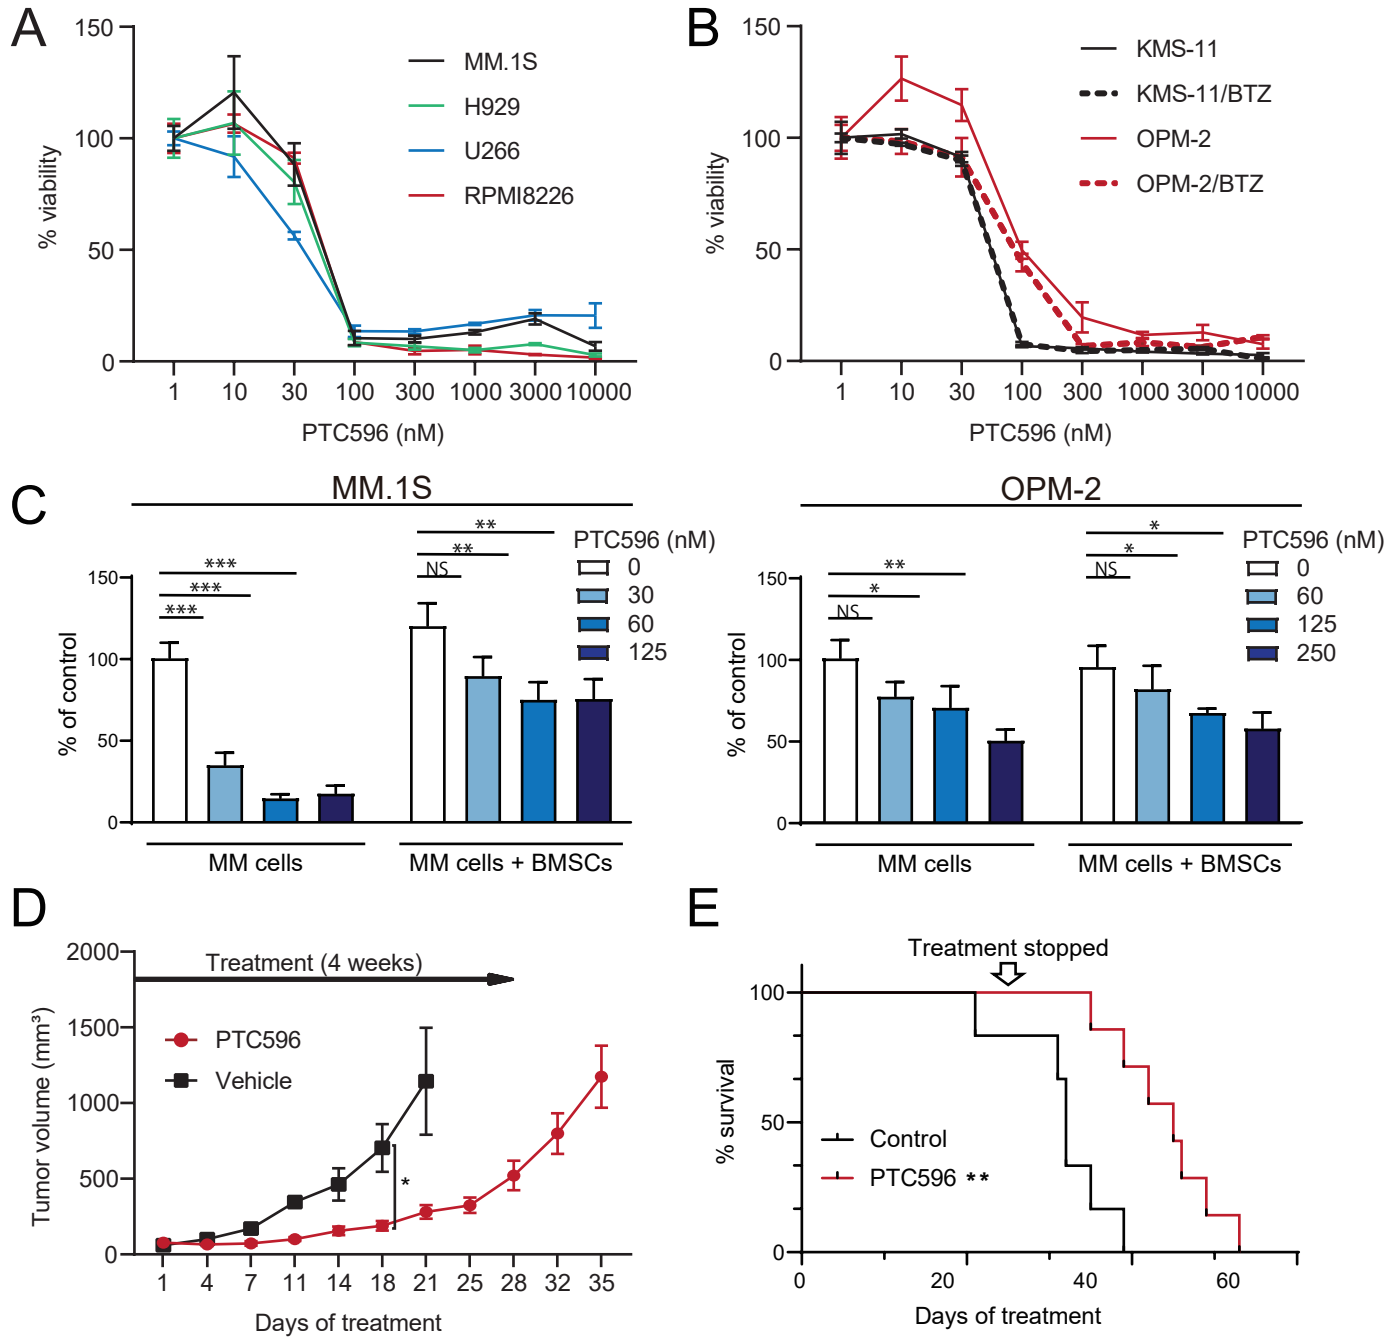 A
150
100
50
0
% viability
MM.1S
H929
U266
RPMI8226
1 10 30 100 300 1000 3000 10000
PTC596 (nM)
B
150
100
50
0
% viability
KMS-11
KMS-11/BTZ
OPM-2
OPM-2/BTZ
1 10 30 100 300 1000 3000 10000
PTC596 (nM)
C
MM.1S
150
100
50
0
% of control
***
***
***
**
**
NS
PTC596 (nM)
0
30
60
125
MM cells
MM cells + BMSCs
OPM-2
150
100
50
0
% of control
**
*
NS
*
*
NS
PTC596 (nM)
0
60
125
250
MM cells
MM cells + BMSCs
D
2000
1500
1000
500
0
Tumor volume (mm³)
Treatment (4 weeks)
PTC596
Vehicle
*
1 4 7 11 14 18 21 25 28 32 35
Days of treatment
E
Treatment stopped
100
50
0
% survival
Control
PTC596 **
0 20 40 60
Days of treatment